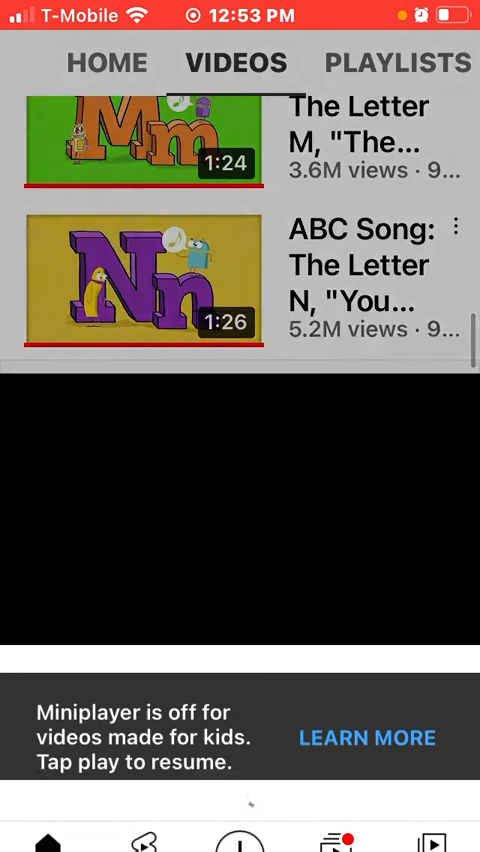 T-Mobile 12:53 PM
HOME VIDEOS PLAYLISTS
Mm
1:24
The Letter
M, "The...
3.6M views · 9...
Nn
1:26
ABC Song:
The Letter
N, "You...
5.2M views · 9...
Miniplayer is off for
videos made for kids.
Tap play to resume.
LEARN MORE